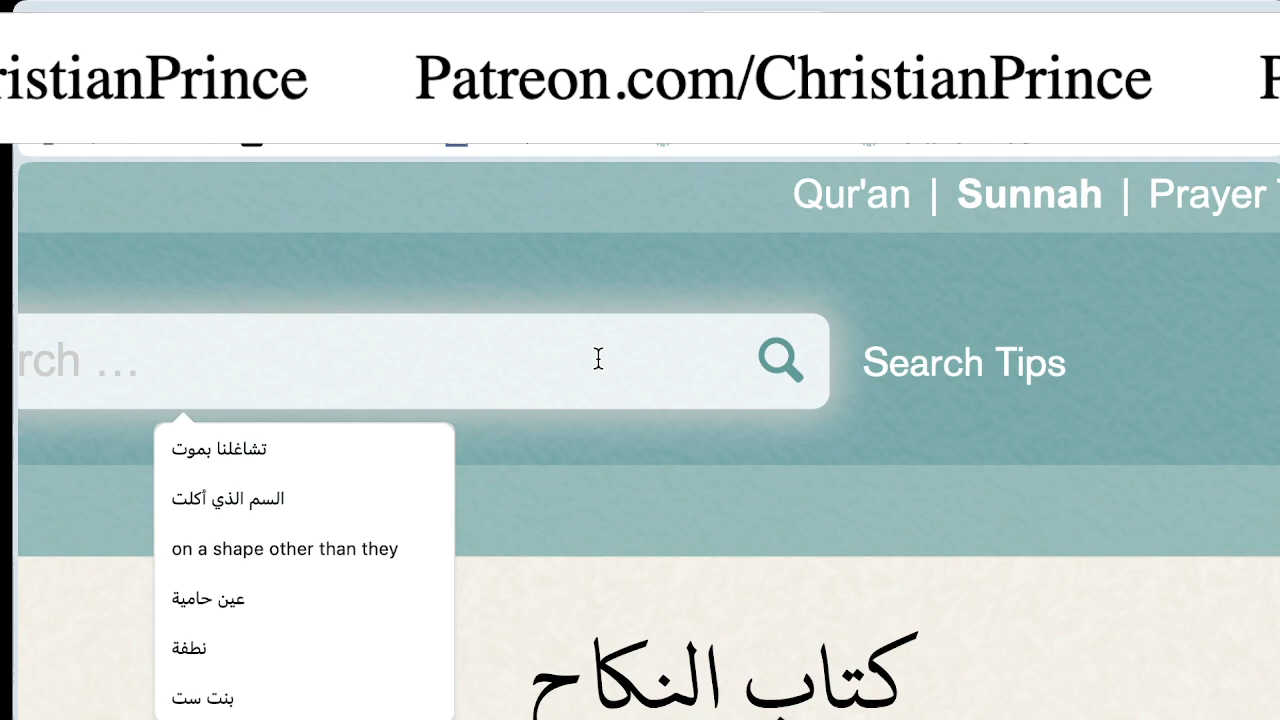 ristianPrince Patreon.com/ChristianPrince P
Qur'an | Sunnah | Prayer
rch ...
Search Tips
تشاغلنا بموت
السم الذي أكلت
on a shape other than they
عين حامية
نطفة
بنت ست
كتاب النكاح